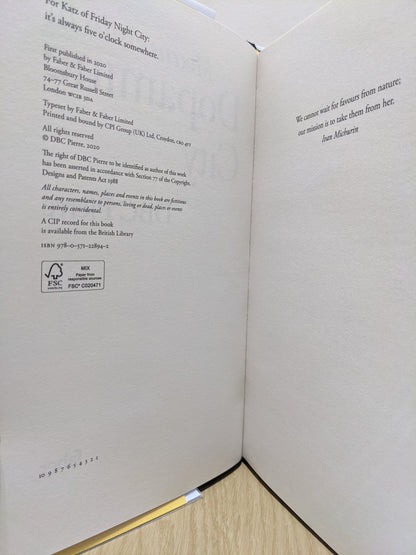 For Katz of Friday Night City:
it's always five o'clock somewhere.
First published in 2020
by Faber & Faber Limited
Bloomsbury House
74–77 Great Russell Street
London WC1B 3DA
Typeset by Faber & Faber Limited
Printed and bound by CPI Group (UK) Ltd, Croydon, CR0 4YY
All rights reserved
© DBC Pierre, 2020
The right of DBC Pierre to be identified as author of this work
has been asserted in accordance with Section 77 of the Copyright,
Designs and Patents Act 1988
All characters, names, places and events in this book are fictitious
and any resemblance to persons, living or dead, places or events
is entirely coincidental.
A CIP record for this book
is available from the British Library
ISBN 978–0–571–22894–2
FSC
www.fsc.org
MIX
Paper from
responsible sources
FSC® C020471
10 9 8 7 6 5 4 3 2 1
We cannot wait for favours from nature;
our mission is to take them from her.
Ivan Michurin